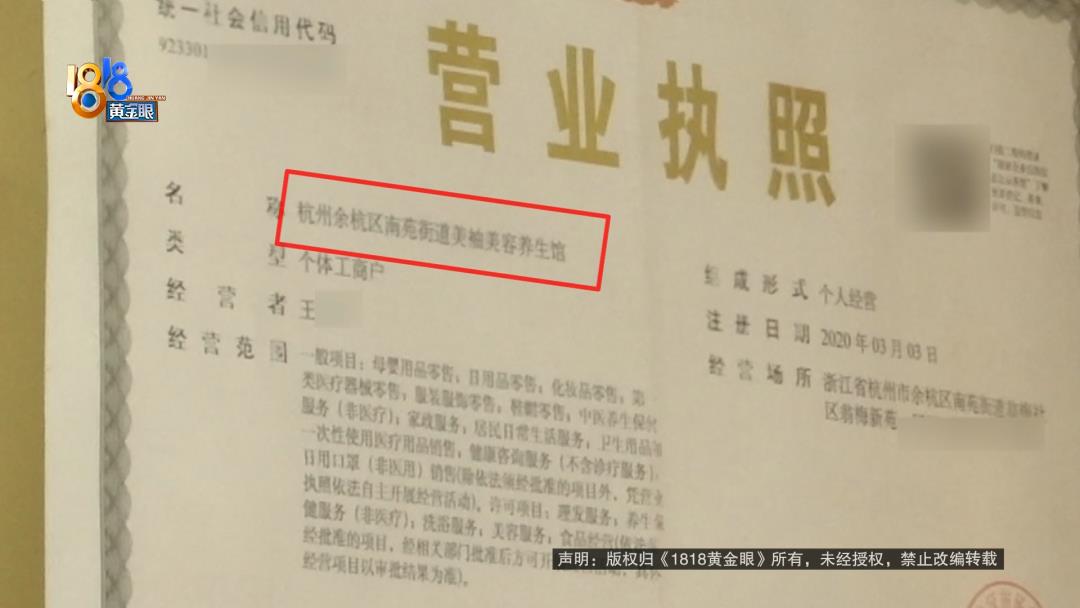 统一社会信用代码
923301
1818
HUANG JIN YAN
黄金眼
营业执照
名 称 杭州余杭区南苑街道美袖美容养生馆
类 型 个体工商户
经 营 者 王
经 营 范 围 一般项目：母婴用品零售；日用品零售；化妆品零售；第一
类医疗器械零售；服装服饰零售；鞋帽零售；中医养生保健
服务（非医疗）；家政服务；居民日常生活服务；卫生用品和
一次性使用医疗用品销售；健康咨询服务（不含诊疗服务）；
日用口罩（非医用）销售(除依法须经批准的项目外，凭营业
执照依法自主开展经营活动)。许可项目：理发服务；养生保
健服务（非医疗）；洗浴服务；美容服务；食品经营(依法须
经批准的项目，经相关部门批准后方可开
经营项目以审批结果为准)。
组 成 形 式 个人经营
注 册 日 期 2020年03月03日
经 营 场 所 浙江省杭州市余杭区南苑街道
区翁梅新苑
声明：版权归《1818黄金眼》所有，未经授权，禁止改编转载